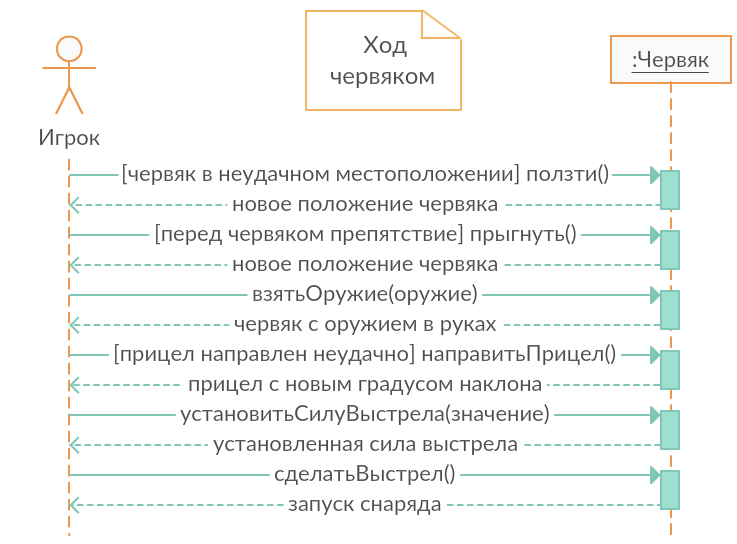 Ход
червяком
:Червяк
Игрок
[червяк в неудачном местоположении] ползти()
новое положение червяка
[перед червяком препятствие] прыгнуть()
новое положение червяка
взятьОружие(оружие)
червяк с оружием в руках
[прицел направлен неудачно] направитьПрицел()
прицел с новым градусом наклона
установитьСилуВыстрела(значение)
установленная сила выстрела
сделатьВыстрел()
запуск снаряда